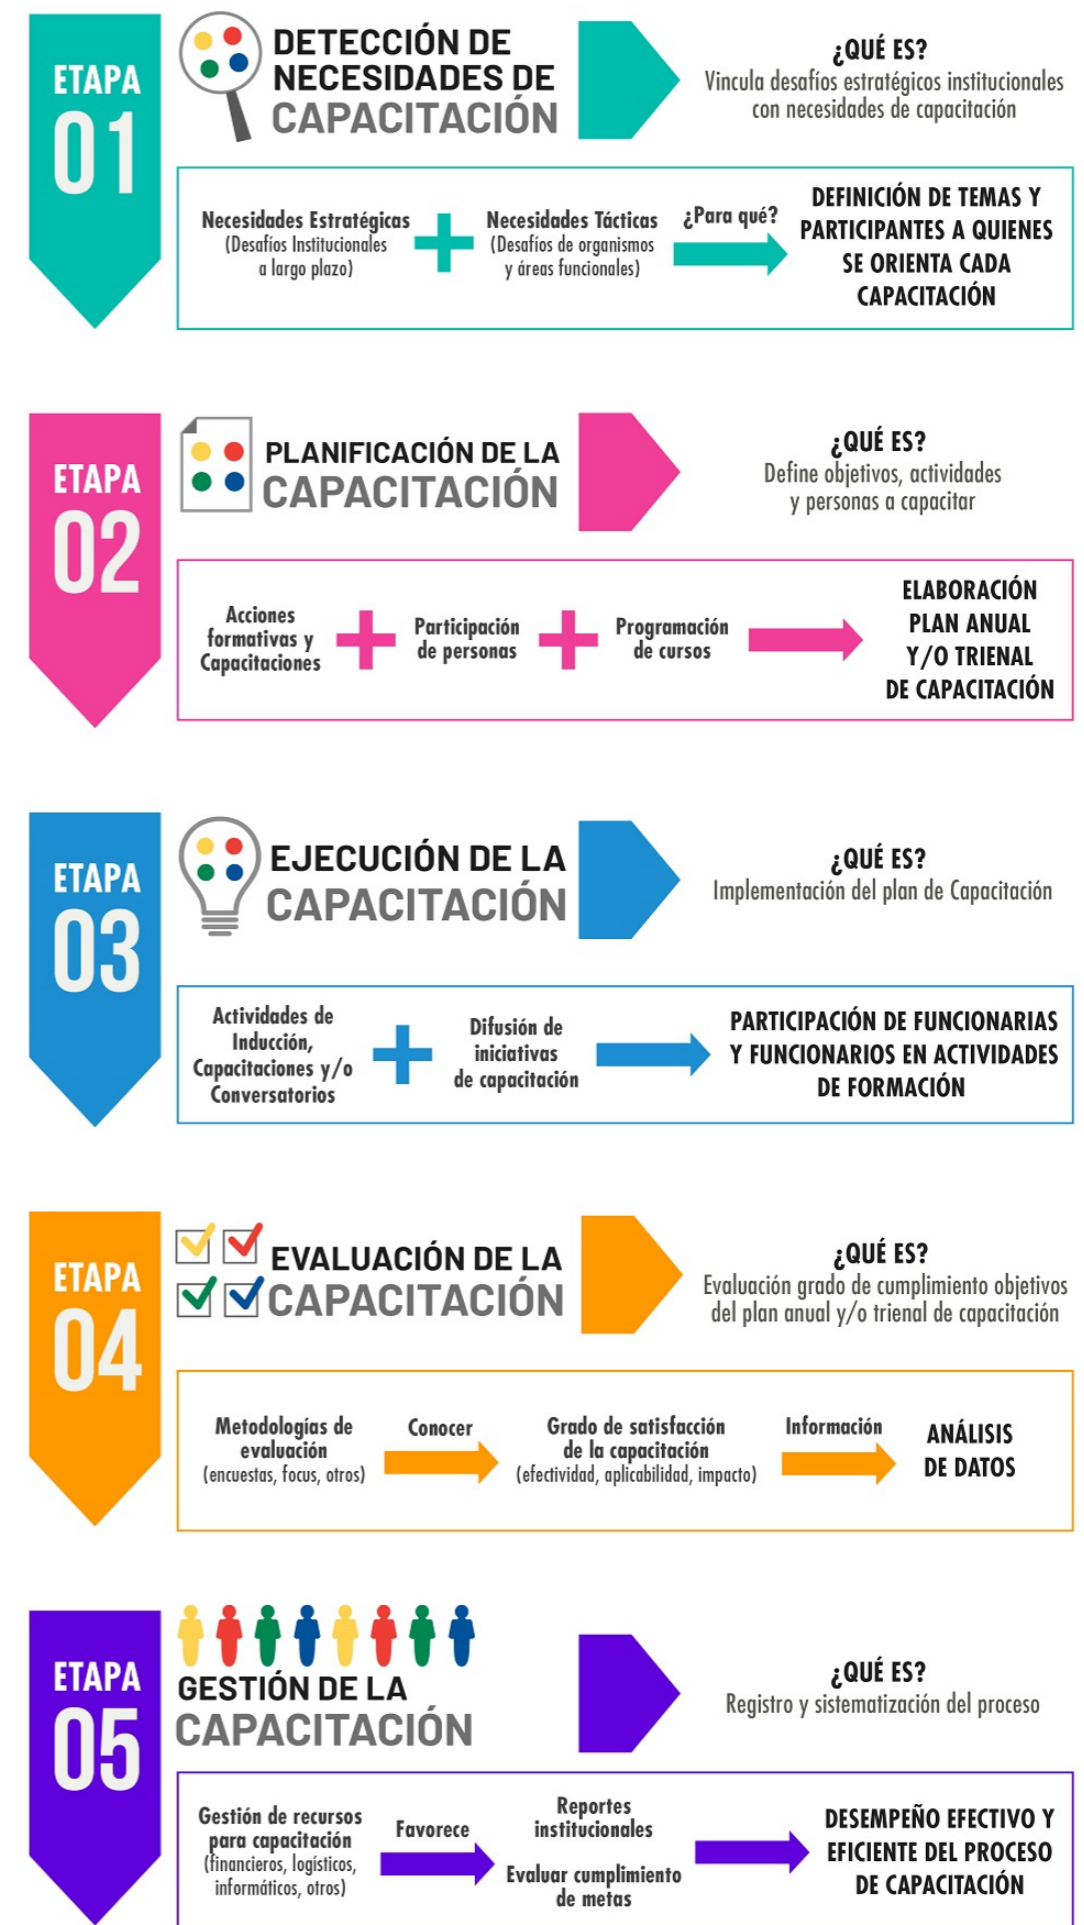 ETAPA
01
DETECCIÓN DE
NECESIDADES DE
CAPACITACIÓN
¿QUÉ ES?
Vincula desafíos estratégicos institucionales
con necesidades de capacitación
Necesidades Estratégicas
(Desafíos Institucionales
a largo plazo)
Necesidades Tácticas
(Desafíos de organismos
y áreas funcionales)
¿Para qué?
DEFINICIÓN DE TEMAS Y
PARTICIPANTES A QUIENES
SE ORIENTA CADA
CAPACITACIÓN
ETAPA
02
PLANIFICACIÓN DE LA
CAPACITACIÓN
¿QUÉ ES?
Define objetivos, actividades
y personas a capacitar
Acciones
formativas y
Capacitaciones
Participación
de personas
Programación
de cursos
ELABORACIÓN
PLAN ANUAL
Y/O TRIENAL
DE CAPACITACIÓN
ETAPA
03
EJECUCIÓN DE LA
CAPACITACIÓN
¿QUÉ ES?
Implementación del plan de Capacitación
Actividades de
Inducción,
Capacitaciones y/o
Conversatorios
Difusión de
iniciativas
de capacitación
PARTICIPACIÓN DE FUNCIONARIAS
Y FUNCIONARIOS EN ACTIVIDADES
DE FORMACIÓN
ETAPA
04
EVALUACIÓN DE LA
CAPACITACIÓN
¿QUÉ ES?
Evaluación grado de cumplimiento objetivos
del plan anual y/o trienal de capacitación
Metodologías de
evaluación
(encuestas, focus, otros)
Conocer
Grado de satisfacción
de la capacitación
(efectividad, aplicabilidad, impacto)
Información
ANÁLISIS
DE DATOS
ETAPA
05
GESTIÓN DE LA
CAPACITACIÓN
¿QUÉ ES?
Registro y sistematización del proceso
Gestión de recursos
para capacitación
(financieros, logísticos,
informáticos, otros)
Favorece
Reportes
institucionales
Evaluar cumplimiento
de metas
DESEMPEÑO EFECTIVO Y
EFICIENTE DEL PROCESO
DE CAPACITACIÓN